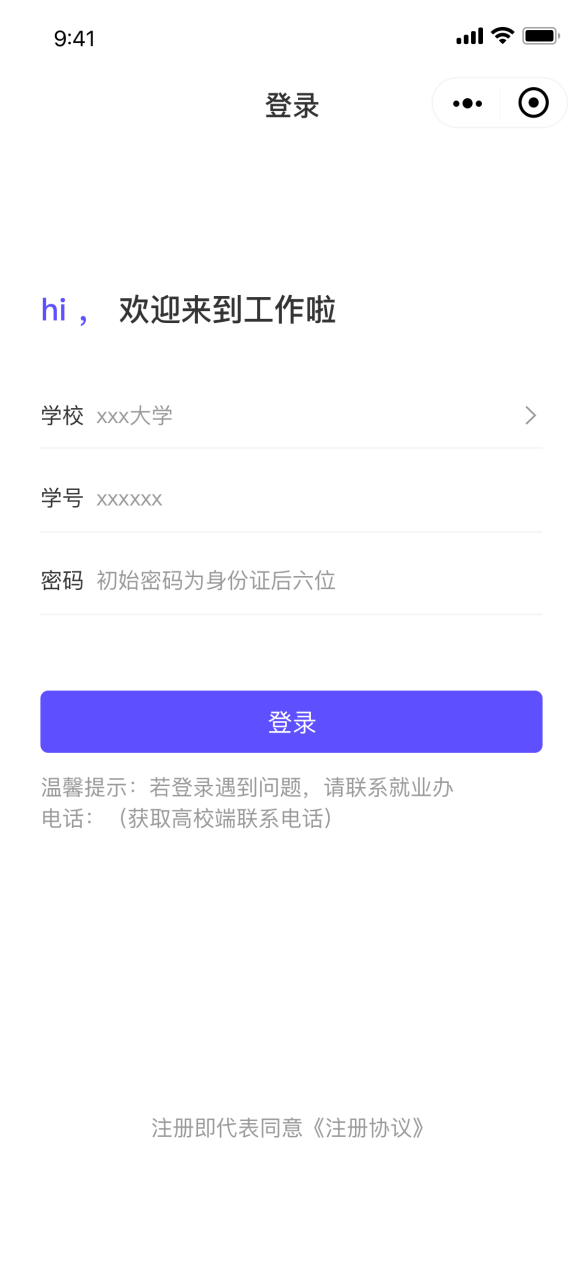 9:41
登录
hi ， 欢迎来到工作啦
学校 xxx大学
学号 xxxxxx
密码 初始密码为身份证后六位
登录
温馨提示：若登录遇到问题，请联系就业办
电话：（获取高校端联系电话）
注册即代表同意《注册协议》